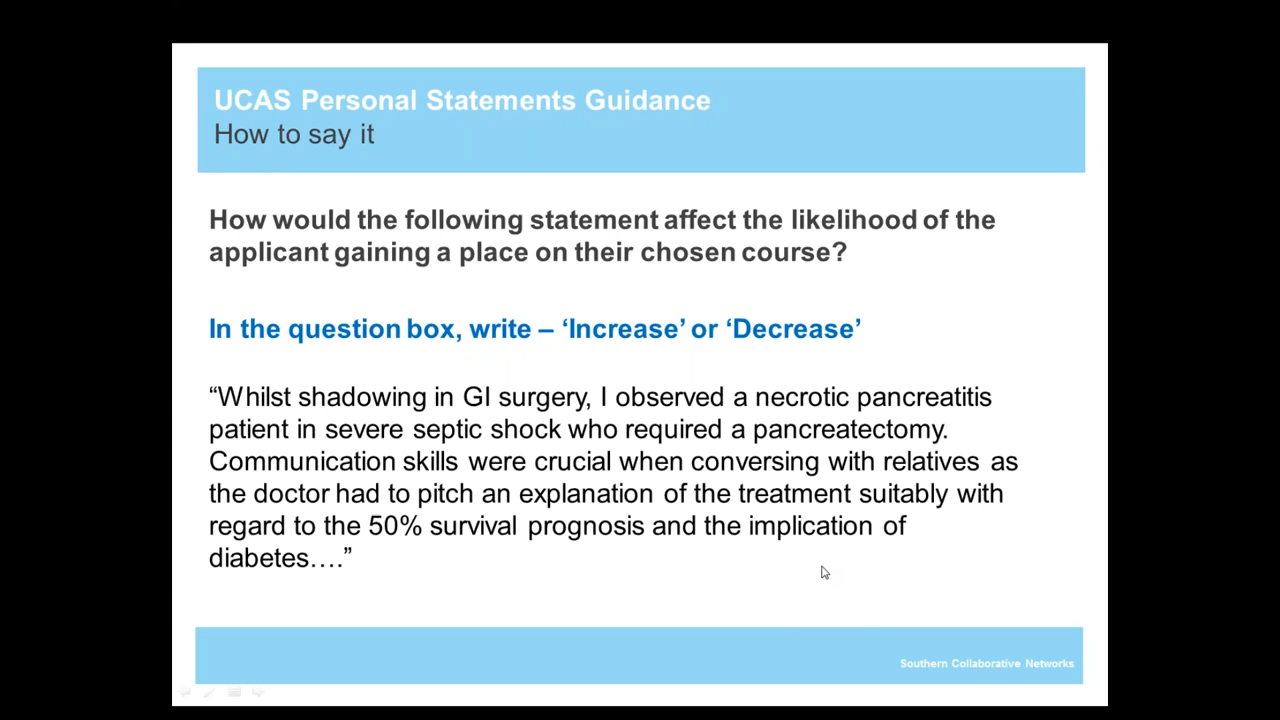 UCAS Personal Statements Guidance
How to say it
How would the following statement affect the likelihood of the
applicant gaining a place on their chosen course?
In the question box, write – ‘Increase’ or ‘Decrease’
“Whilst shadowing in GI surgery, I observed a necrotic pancreatitis
patient in severe septic shock who required a pancreatectomy.
Communication skills were crucial when conversing with relatives as
the doctor had to pitch an explanation of the treatment suitably with
regard to the 50% survival prognosis and the implication of
diabetes….”
Southern Collaborative Networks